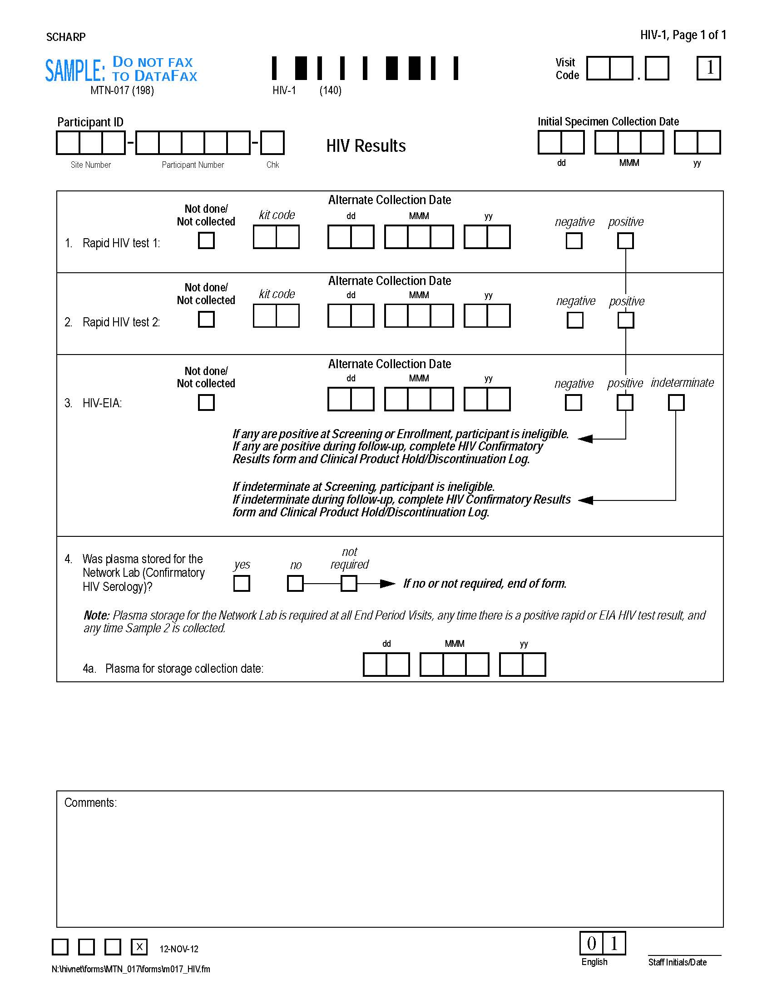 SCHARP
HIV-1, Page 1 of 1
SAMPLE: DO NOT FAX
TO DATAFAX
MTN-017 (198)
HIV-1 (140)
Visit
Code
. 1
Participant ID
Initial Specimen Collection Date
HIV Results
Site Number Participant Number Chk
dd MMM yy
Alternate Collection Date
Not done/
Not collected
kit code dd MMM yy negative positive
1. Rapid HIV test 1:
Alternate Collection Date
Not done/
Not collected
kit code dd MMM yy negative positive
2. Rapid HIV test 2:
Alternate Collection Date
Not done/
Not collected
dd MMM yy negative positive indeterminate
3. HIV-EIA:
If any are positive at Screening or Enrollment, participant is ineligible.
If any are positive during follow-up, complete HIV Confirmatory
Results form and Clinical Product Hold/Discontinuation Log.
If indeterminate at Screening, participant is ineligible.
If indeterminate during follow-up, complete HIV Confirmatory Results
form and Clinical Product Hold/Discontinuation Log.
4. Was plasma stored for the
Network Lab (Confirmatory
HIV Serology)?
yes no not
required
If no or not required, end of form.
Note: Plasma storage for the Network Lab is required at all End Period Visits, any time there is a positive rapid or EIA HIV test result, and
any time Sample 2 is collected.
dd MMM yy
4a. Plasma for storage collection date:
Comments:
X 12-NOV-12
0 1
English
Staff Initials/Date
N:\hivnet\forms\MTN_017\forms\m017_HIV.fm